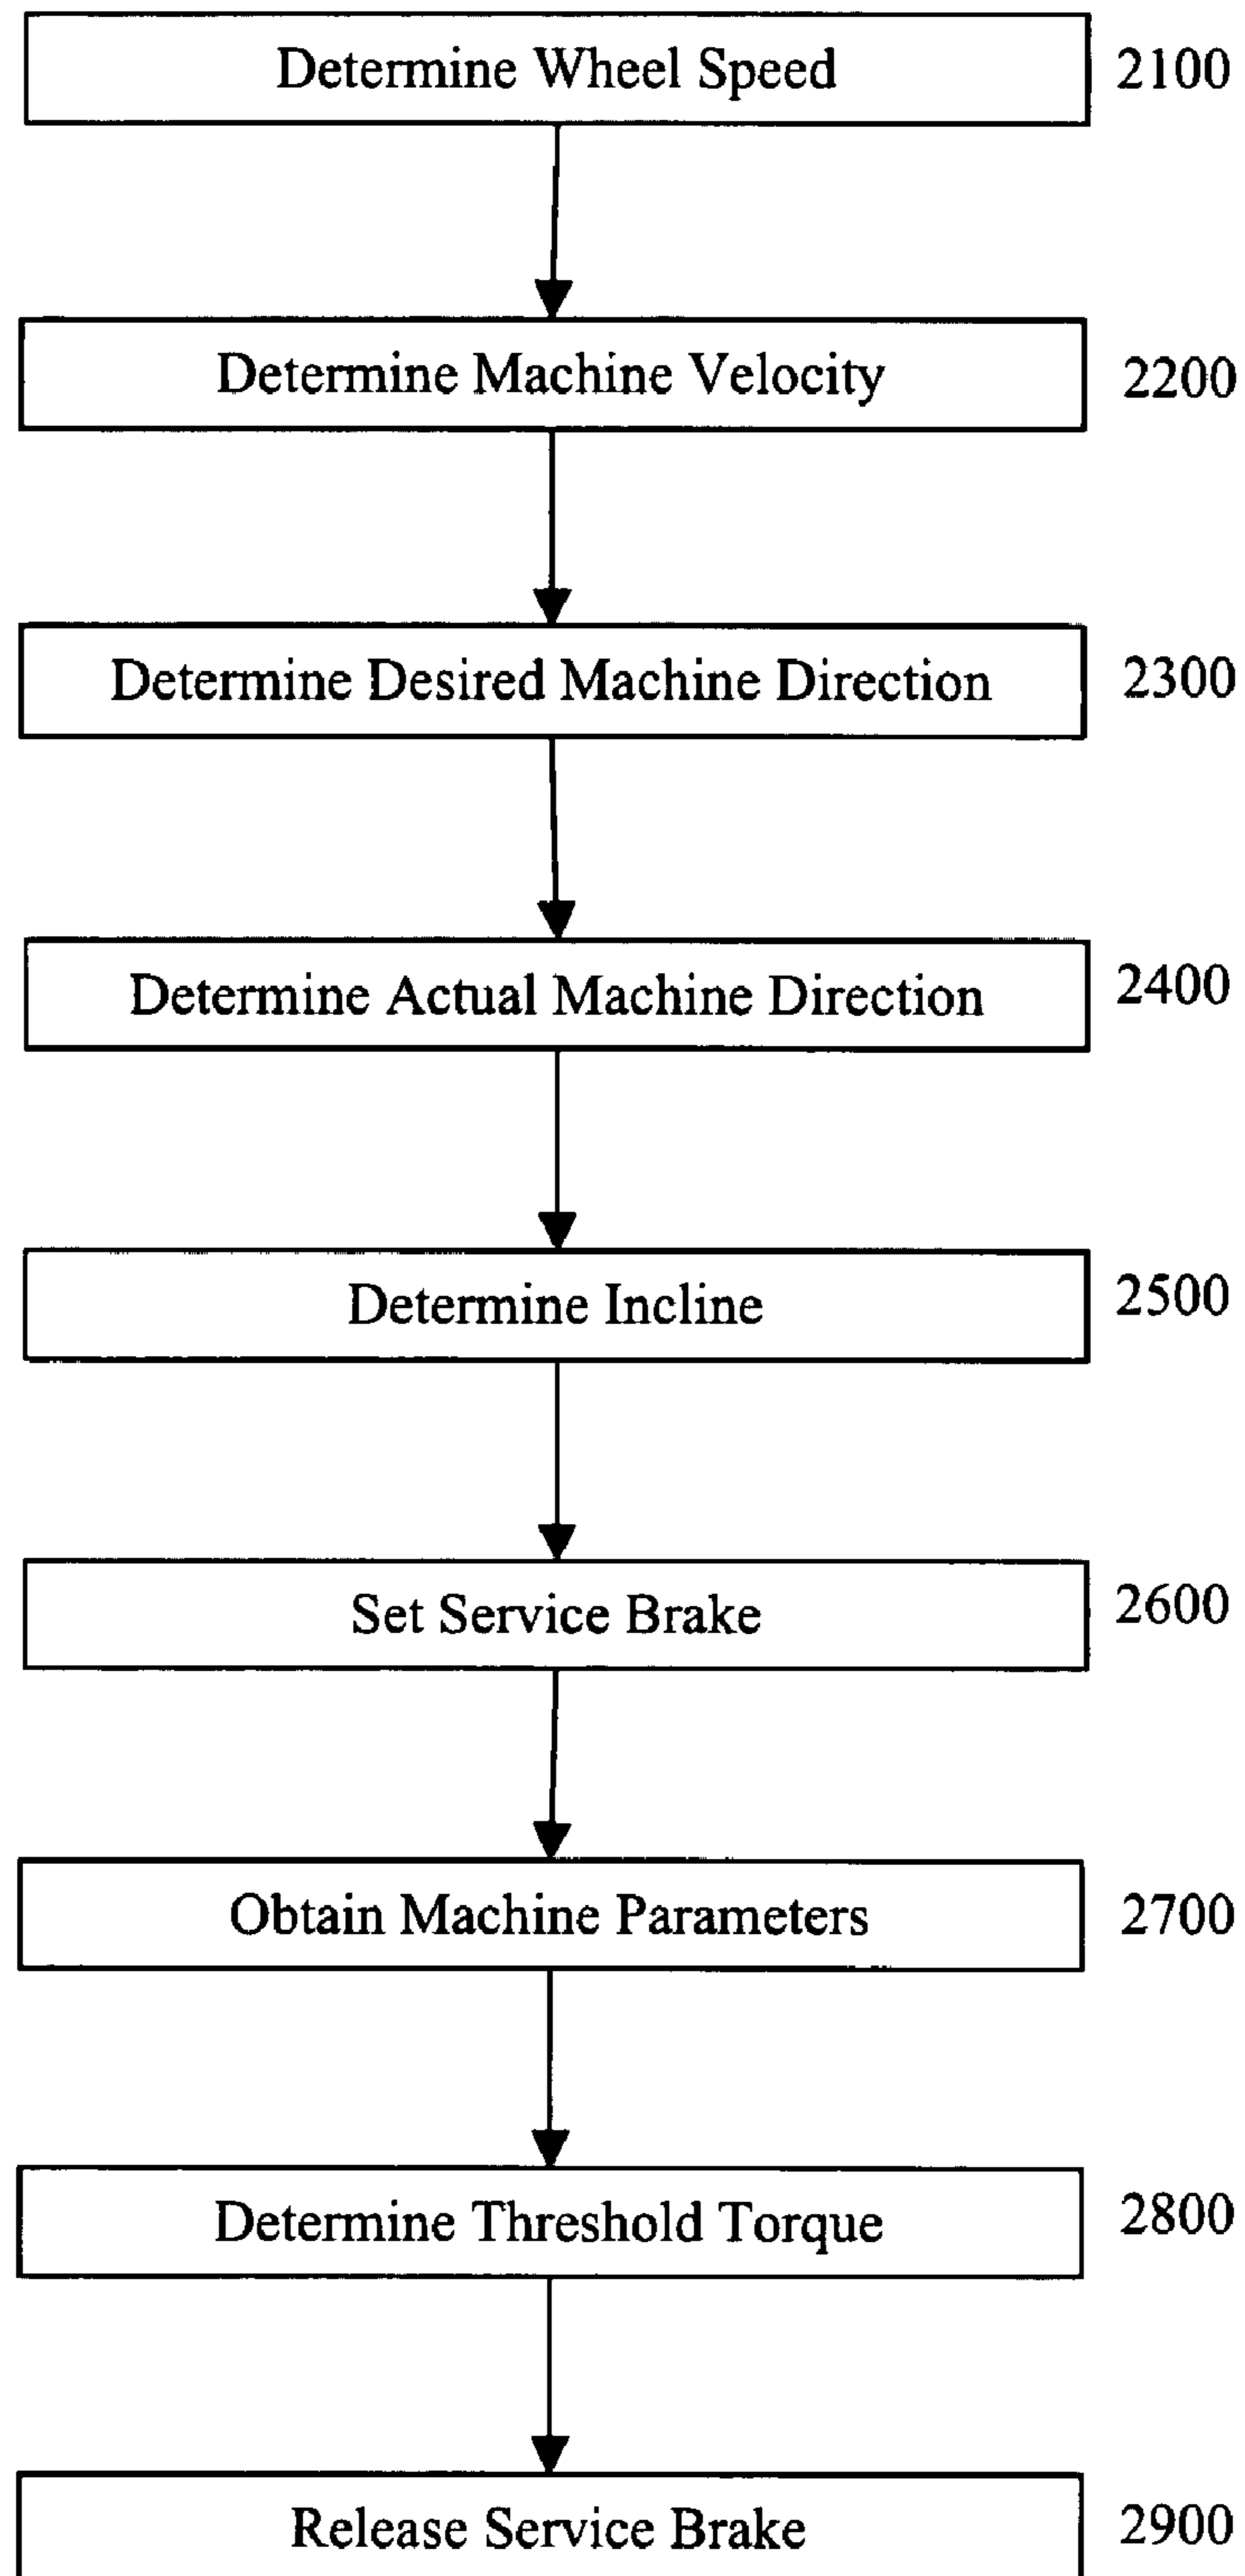 Determine Wheel Speed 2100
Determine Machine Velocity 2200
Determine Desired Machine Direction 2300
Determine Actual Machine Direction 2400
Determine Incline 2500
Set Service Brake 2600
Obtain Machine Parameters 2700
Determine Threshold Torque 2800
Release Service Brake 2900